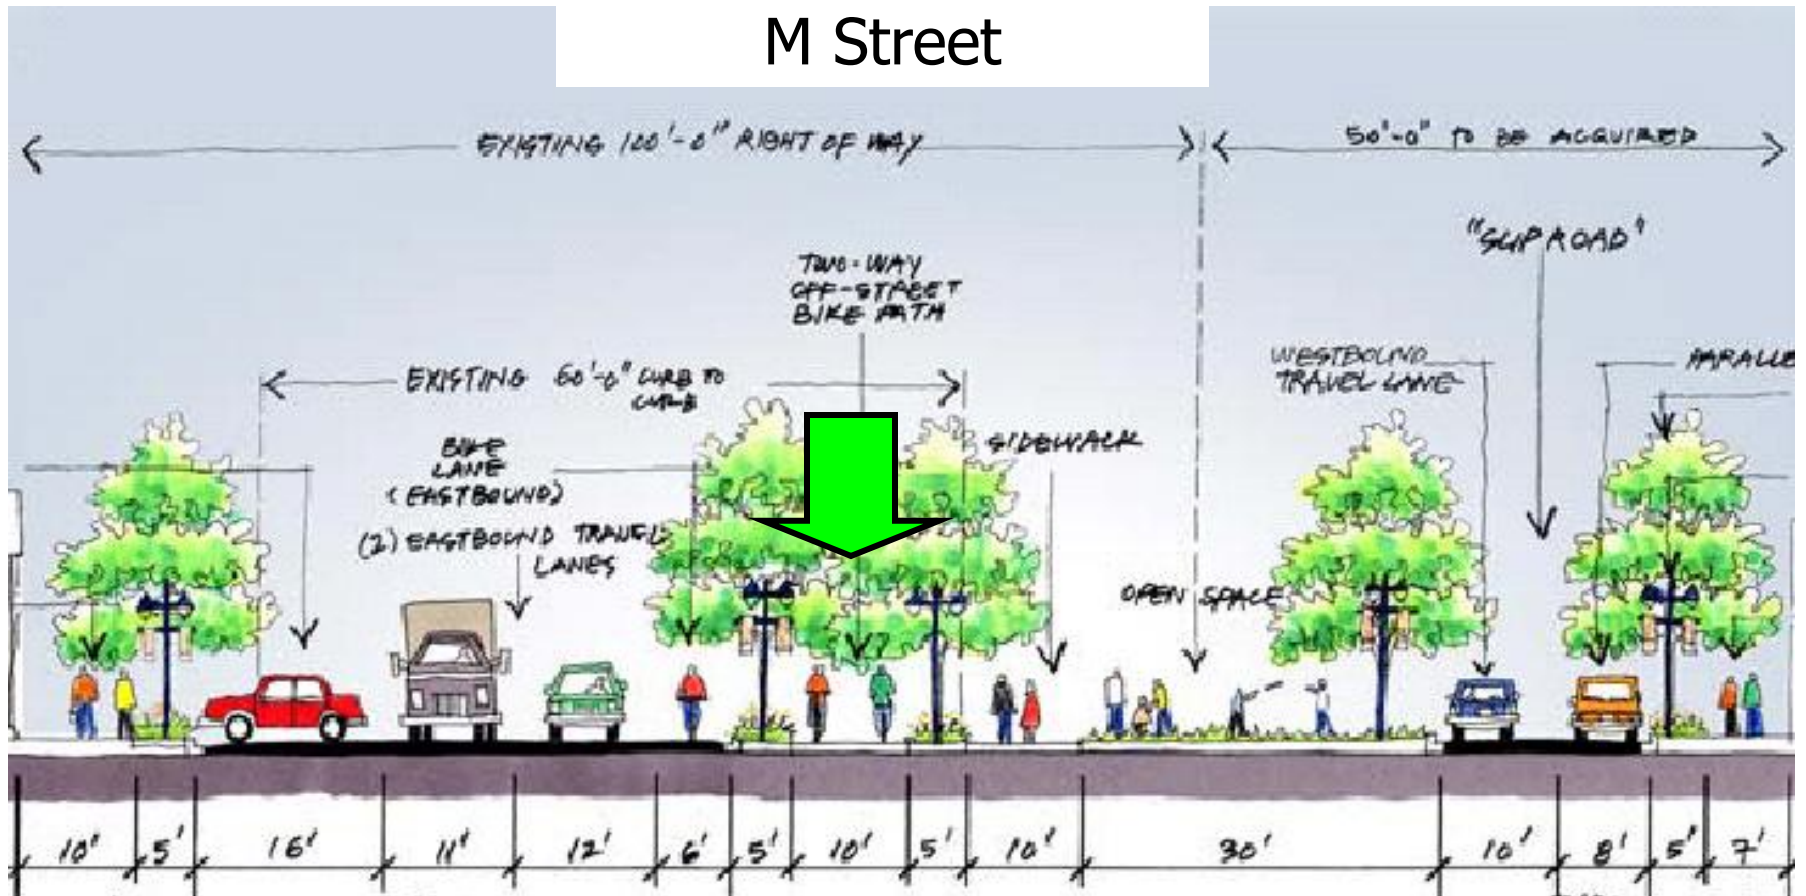 M Street
EXISTING 100'-0" RIGHT OF WAY
50'-0" TO BE ACQUIRED
"SLIP ROAD"
TWO-WAY
OFF-STREET
BIKE PATH
WESTBOUND
TRAVEL LANE
PARALLE
EXISTING 60'-0" CURB TO
CURB
BIKE
LANE
(EASTBOUND)
SIDEWALK
(2) EASTBOUND TRAVEL
LANES
OPEN SPACE
10' 5' 16' 11' 12' 6' 5' 10' 5' 10' 30' 10' 8' 5' 7'